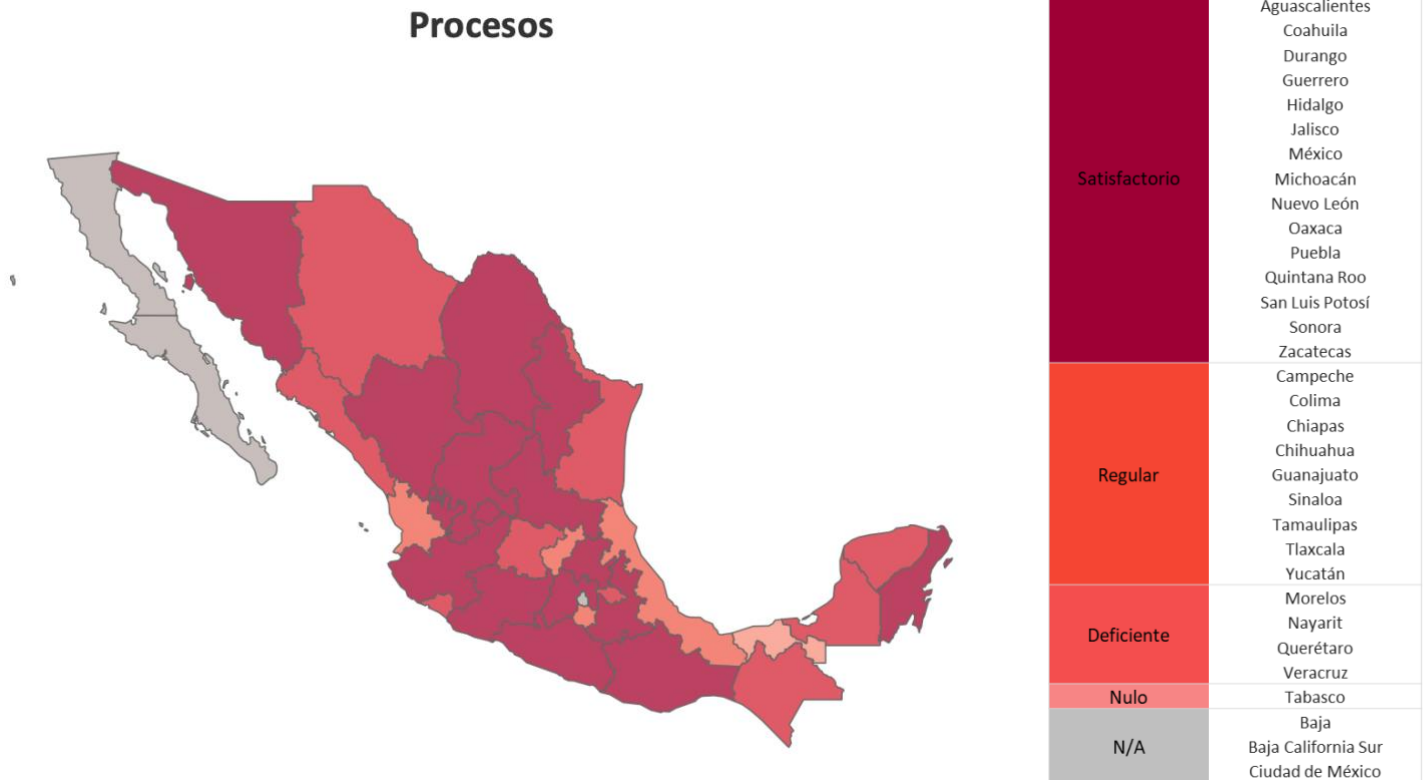 Procesos
Satisfactorio
Aguascalientes
Coahuila
Durango
Guerrero
Hidalgo
Jalisco
México
Michoacán
Nuevo León
Oaxaca
Puebla
Quintana Roo
San Luis Potosí
Sonora
Zacatecas
Regular
Campeche
Colima
Chiapas
Chihuahua
Guanajuato
Sinaloa
Tamaulipas
Tlaxcala
Yucatán
Deficiente
Morelos
Nayarit
Querétaro
Veracruz
Nulo
Tabasco
N/A
Baja
Baja California Sur
Ciudad de México